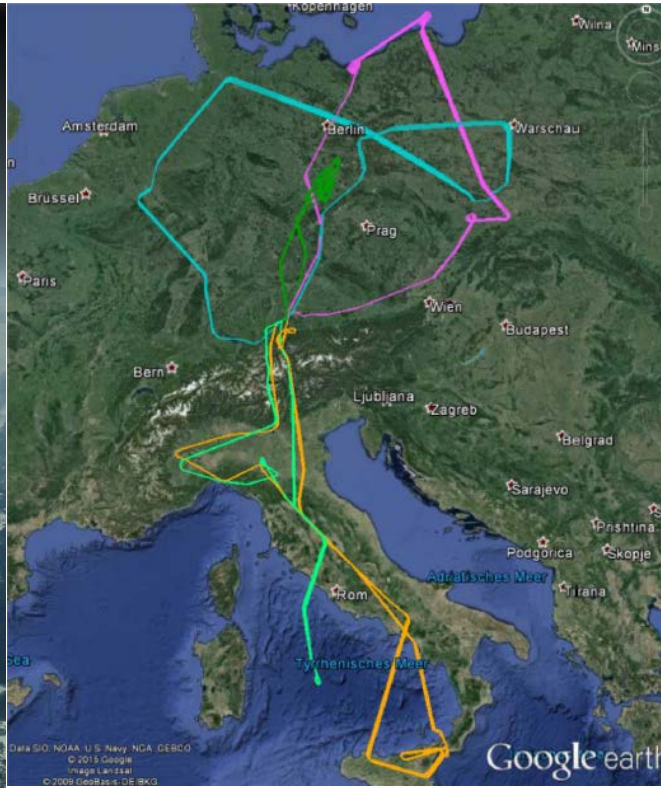 Kopenhagen
Wilna
Mins
Amsterdam
Berlin
Warschau
Brüssel
Prag
Paris
Wien
Budapest
Bern
Ljubljana
Zagreb
Belgrad
Sarajevo
Prishtina
Podgorica
Skopje
Adriatisches Meer
Tirana
Rom
Tyrrhenisches Meer
Sea
Data SIO, NOAA, U.S. Navy, NGA, GEBCO
© 2015 Google
Image Landsat
© 2009 GeoBasis-DE/BKG
Google earth